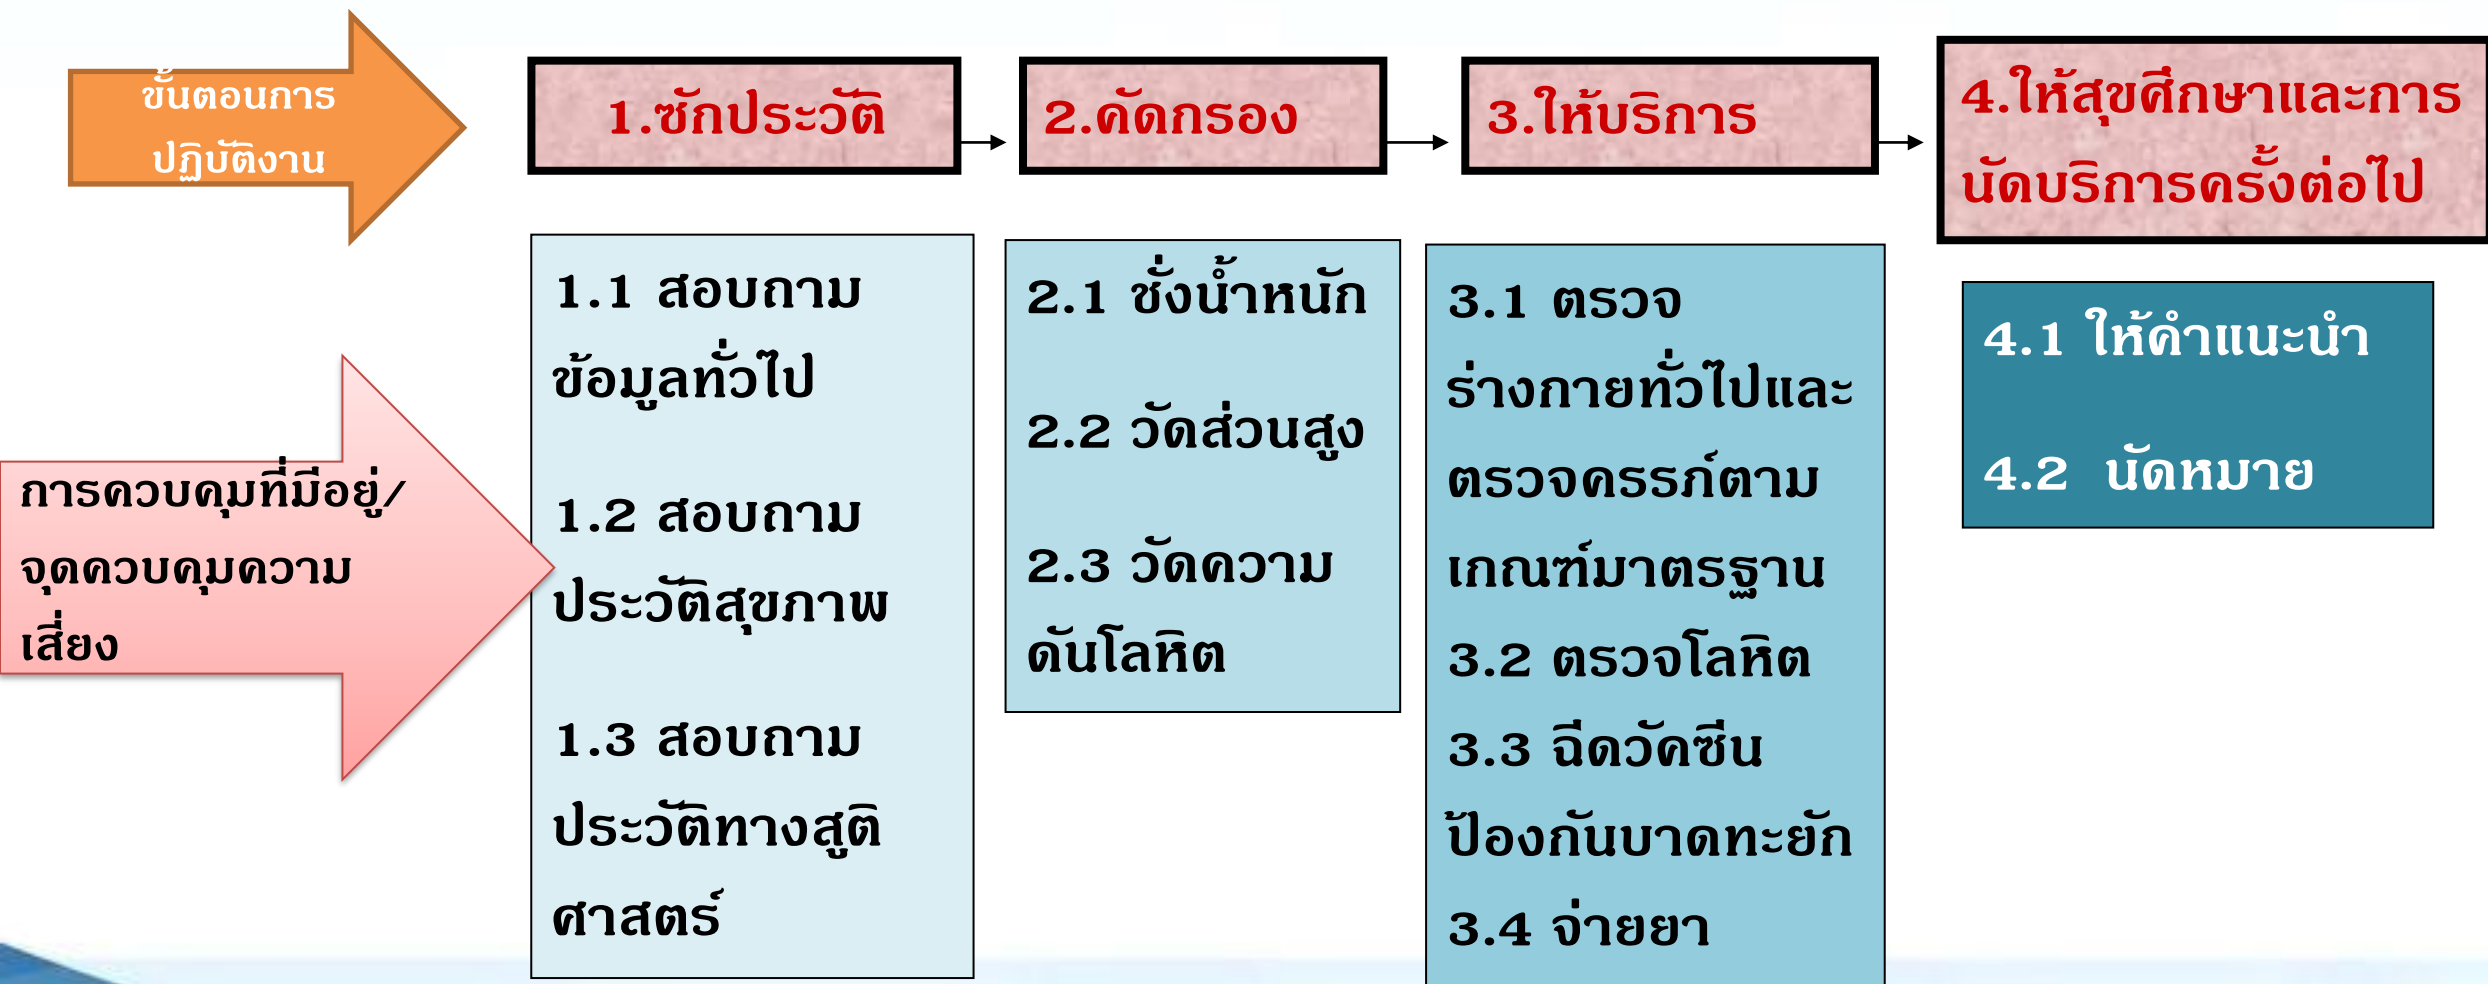 ขั้นตอนการ
ปฏิบัติงาน
1.ซักประวัติ
2.คัดกรอง
3.ให้บริการ
4.ให้สุขศึกษาและการ
นัดบริการครั้งต่อไป
การควบคุมที่มีอยู่/
จุดควบคุมความ
เสี่ยง
1.1 สอบถาม
ข้อมูลทั่วไป
1.2 สอบถาม
ประวัติสุขภาพ
1.3 สอบถาม
ประวัติทางสูติ
ศาสตร์
2.1 ชั่งน้ำหนัก
2.2 วัดส่วนสูง
2.3 วัดความ
ดันโลหิต
3.1 ตรวจ
ร่างกายทั่วไปและ
ตรวจครรภ์ตาม
เกณฑ์มาตรฐาน
3.2 ตรวจโลหิต
3.3 ฉีดวัคซีน
ป้องกันบาดทะยัก
3.4 จ่ายยา
4.1 ให้คำแนะนำ
4.2 นัดหมาย